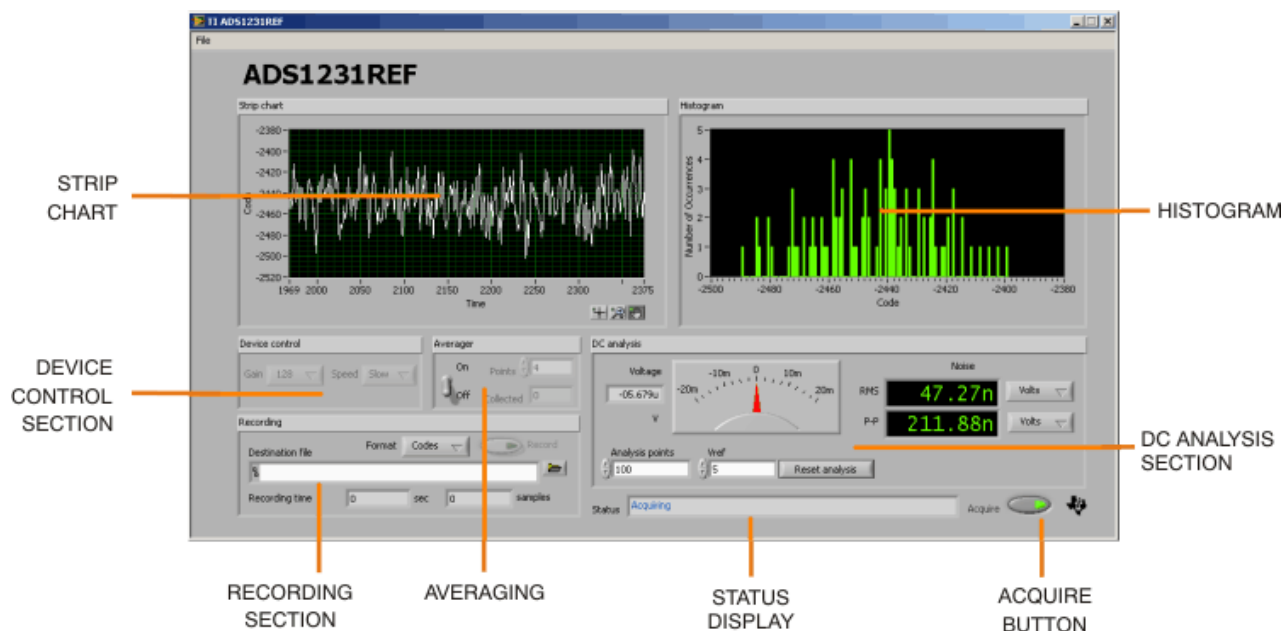 TI ADS1231REF
File
ADS1231REF
Strip chart
-2380
-2400
-2420
-2440
-2460
-2480
-2500
-2520
Code
1969 2000 2050 2100 2150 2200 2250 2300 2375
Time
Histogram
5
4
3
2
1
0
Number of Occurrences
-2500 -2480 -2460 -2440 -2420 -2400 -2380
Code
STRIP
CHART
HISTOGRAM
Device control
Gain 128 Speed Slow
Averager
On
Off
Points 4
Collected 0
DC analysis
Voltage
-05.679u
V
-20m -10m 0 10m 20m
Noise
RMS 47.27n Volts
P-P 211.88n Volts
Analysis points
100
Vref
5
Reset analysis
Recording
Format Codes Record
Destination file
Recording time 0 sec 0 samples
Status Acquiring
Acquire
DEVICE
CONTROL
SECTION
DC ANALYSIS
SECTION
RECORDING
SECTION
AVERAGING
STATUS
DISPLAY
ACQUIRE
BUTTON